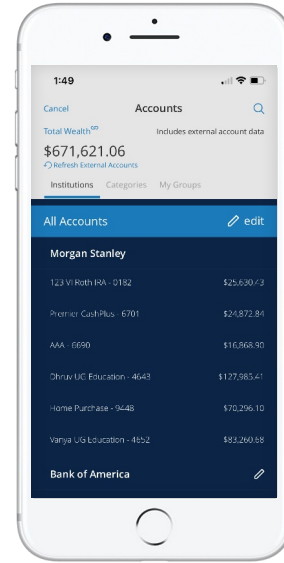 1:49
Cancel Accounts
Total Wealth Includes external account data
$671,621.06
Refresh External Accounts
Institutions Categories My Groups
All Accounts edit
Morgan Stanley
123 VI Roth IRA - 0182 $25,630.43
Premier CashPlus - 6701 $24,872.84
AAA - 6690 $16,868.90
Dhruv UG Education - 4643 $127,985.41
Home Purchase - 9448 $70,296.10
Vanya UG Education - 4652 $83,260.68
Bank of America